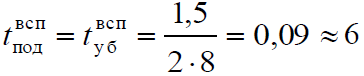 t_под^всп = t_уб^всп = 1,5 / (2 · 8) = 0,09 ≈ 6